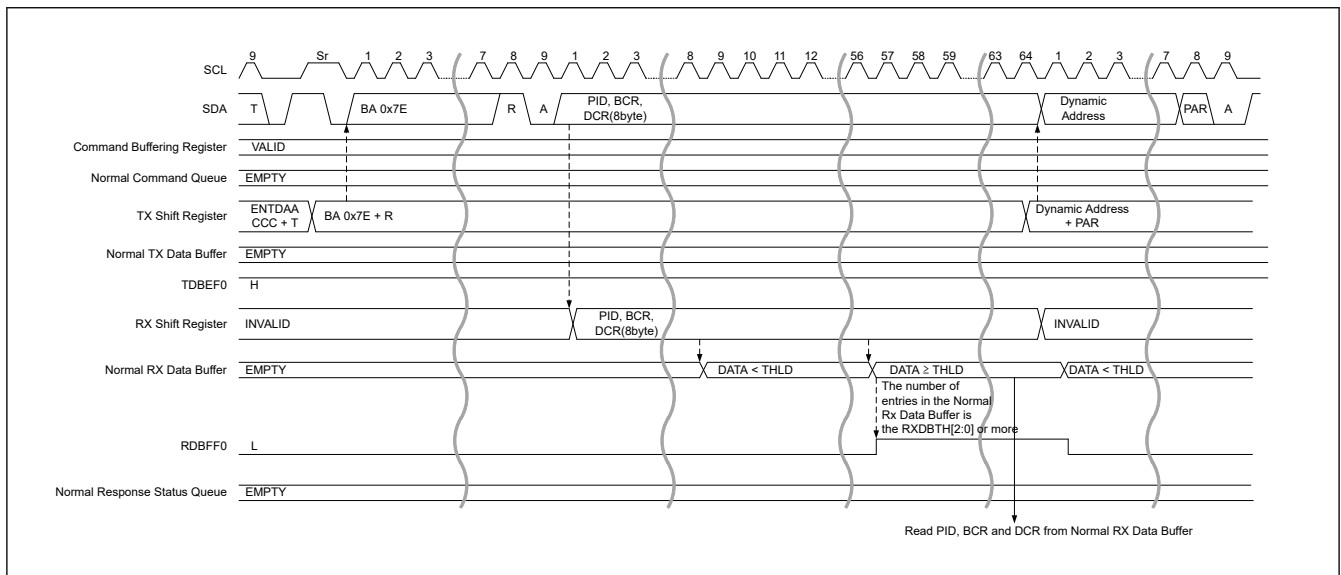 9 Sr 1 2 3 7 8 9 1 2 3 8 9 10 11 12 56 57 58 59 63 64 1 2 3 7 8 9
SCL
SDA T BA 0x7E R A PID, BCR, DCR(8byte) Dynamic Address PAR A
Command Buffering Register VALID
Normal Command Queue EMPTY
TX Shift Register ENTDAA CCC + T BA 0x7E + R Dynamic Address + PAR
Normal TX Data Buffer EMPTY
TDBEF0 H
RX Shift Register INVALID PID, BCR, DCR(8byte) INVALID
Normal RX Data Buffer EMPTY DATA < THLD DATA ≥ THLD DATA < THLD
The number of
entries in the Normal
Rx Data Buffer is
the RXDBTH[2:0] or more
RDBFF0 L
Normal Response Status Queue EMPTY
Read PID, BCR and DCR from Normal RX Data Buffer